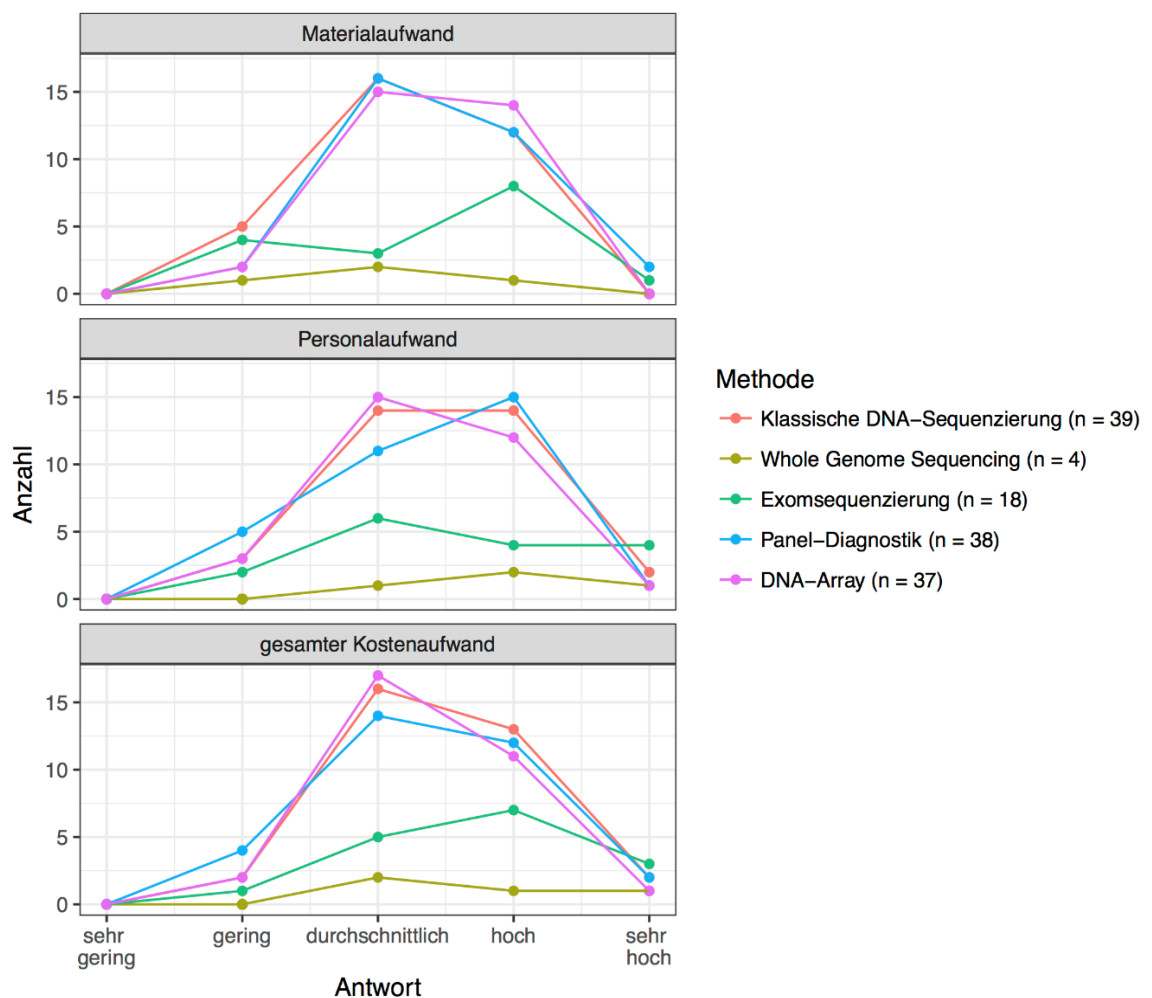 Materialaufwand
15
10
5
0
Personalaufwand
15
10
5
0
gesamter Kostenaufwand
15
10
5
0
Anzahl
sehr
gering
gering
durchschnittlich
hoch
sehr
hoch
Antwort
Methode
Klassische DNA−Sequenzierung (n = 39)
Whole Genome Sequencing (n = 4)
Exomsequenzierung (n = 18)
Panel−Diagnostik (n = 38)
DNA−Array (n = 37)